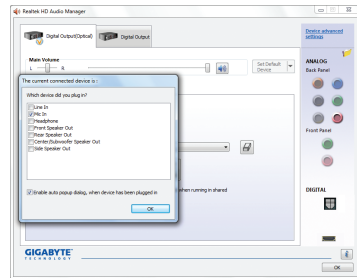 Realtek HD Audio Manager
Digital Output(Optical)
Digital Output
Device advanced settings
Main Volume
L
R
Set Default Device
ANALOG
Back Panel
The current connected device is :
Which device did you plug in?
Line In
Mic In
Headphone
Front Speaker Out
Rear Speaker Out
Center/Subwoofer Speaker Out
Side Speaker Out
Enable auto popup dialog, when device has been plugged in
OK
when running in shared
Front Panel
DIGITAL
GIGABYTE
TECHNOLOGY
OK